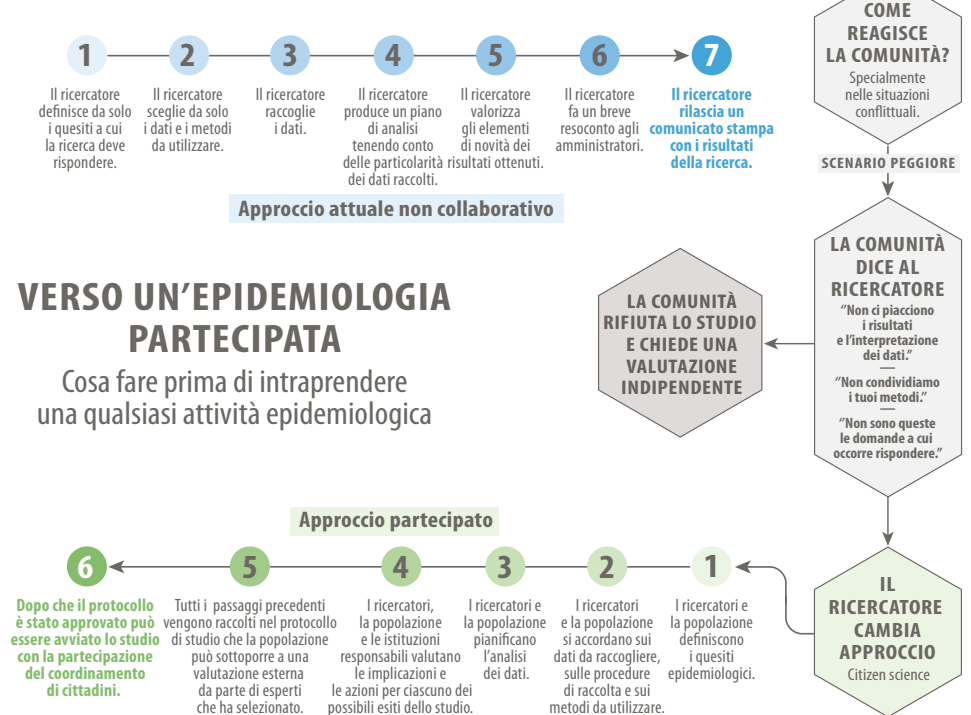 1
Il ricercatore
definisce da solo
i quesiti a cui
la ricerca deve
rispondere.
2
Il ricercatore
sceglie da solo
i dati e i metodi
da utilizzare.
3
Il ricercatore
raccoglie
i dati.
4
Il ricercatore
produce un piano
di analisi
tenendo conto
delle particolarità
dei dati raccolti.
5
Il ricercatore
valorizza
gli elementi
di novità dei
risultati ottenuti.
6
Il ricercatore
fa un breve
resoconto agli
amministratori.
7
Il ricercatore
rilascia un
comunicato stampa
con i risultati
della ricerca.
Approccio attuale non collaborativo
COME
REAGISCE
LA COMUNITÀ?
Specialmente
nelle situazioni
conflittuali.
SCENARIO PEGGIORE
LA COMUNITÀ
DICE AL
RICERCATORE
“Non ci piacciono
i risultati
e l’interpretazione
dei dati.”
“Non condividiamo
i tuoi metodi.”
“Non sono queste
le domande a cui
occorre rispondere.”
LA COMUNITÀ
RIFIUTA LO STUDIO
E CHIEDE UNA
VALUTAZIONE
INDIPENDENTE
VERSO UN’EPIDEMIOLOGIA
PARTECIPATA
Cosa fare prima di intraprendere
una qualsiasi attività epidemiologica
IL
RICERCATORE
CAMBIA
APPROCCIO
Citizen science
Approccio partecipato
1
I ricercatori e
la popolazione
definiscono
i quesiti
epidemiologici.
2
I ricercatori
e la popolazione
si accordano sui
dati da raccogliere,
sulle procedure
di raccolta e sui
metodi da utilizzare.
3
I ricercatori e
la popolazione
pianificano
l’analisi
dei dati.
4
I ricercatori,
la popolazione
e le istituzioni
responsabili valutano
le implicazioni e
le azioni per ciascuno dei
possibili esiti dello studio.
5
Tutti i passaggi precedenti
vengono raccolti nel protocollo
di studio che la popolazione
può sottoporre a una
valutazione esterna
da parte di esperti
che ha selezionato.
6
Dopo che il protocollo
è stato approvato può
essere avviato lo studio
con la partecipazione
del coordinamento
di cittadini.